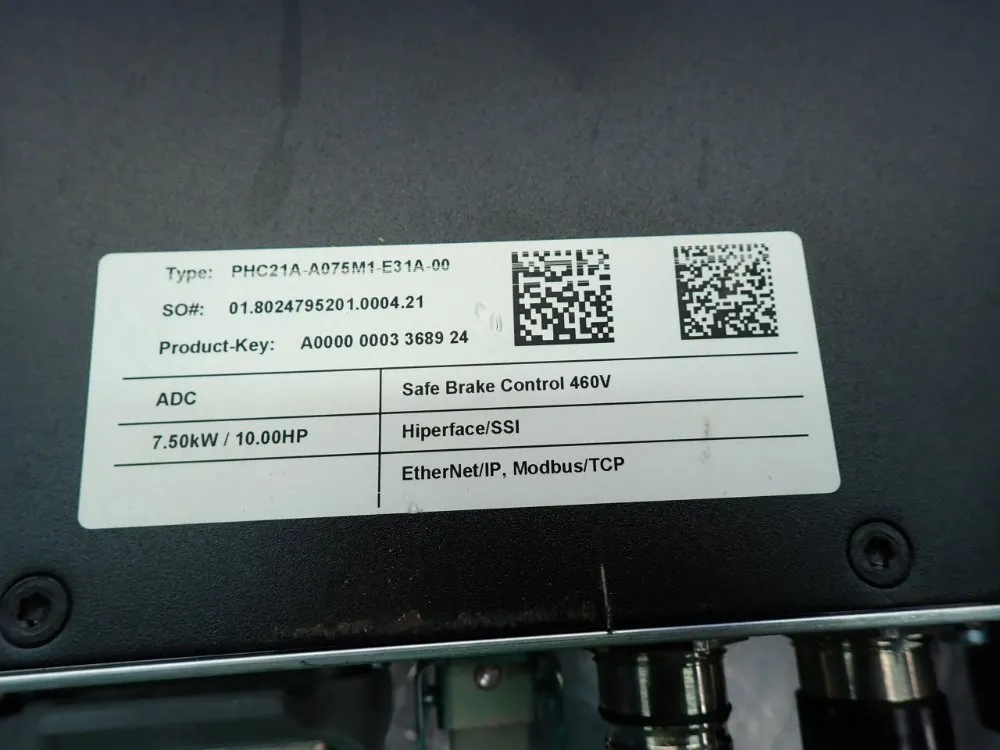 Type: PHC21A-A075M1-E31A-00
SO#: 01.8024795201.0004.21
Product-Key: A0000 0003 3689 24
ADC
Safe Brake Control 460V
7.50kW / 10.00HP
Hiperface/SSI
EtherNet/IP, Modbus/TCP